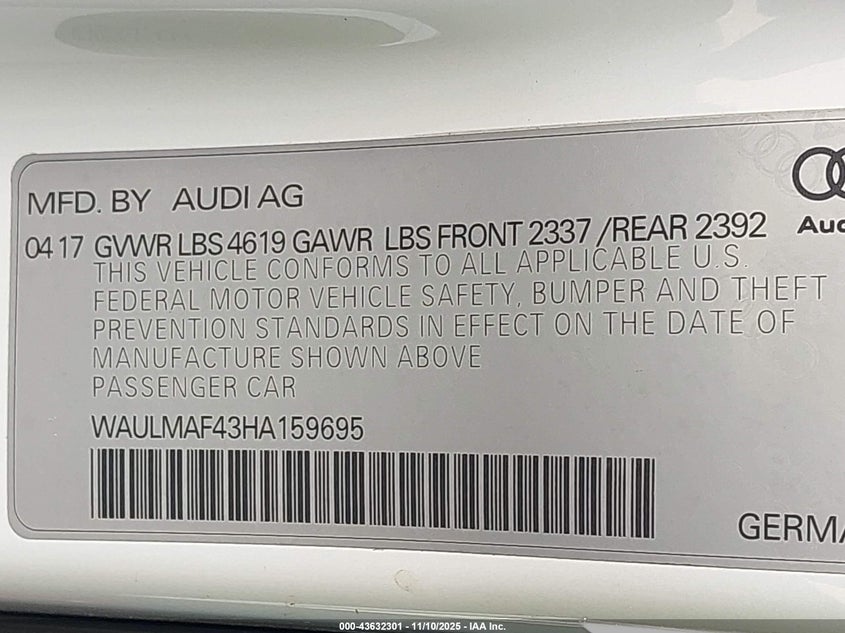 MFD. BY AUDI AG
04 17 GVWR LBS 4619 GAWR LBS FRONT 2337 /REAR 2392
THIS VEHICLE CONFORMS TO ALL APPLICABLE U.S.
FEDERAL MOTOR VEHICLE SAFETY, BUMPER AND THEFT
PREVENTION STANDARDS IN EFFECT ON THE DATE OF
MANUFACTURE SHOWN ABOVE
PASSENGER CAR
WAULMAF43HA159695
000-43632301 - 11/10/2025 - IAA Inc.